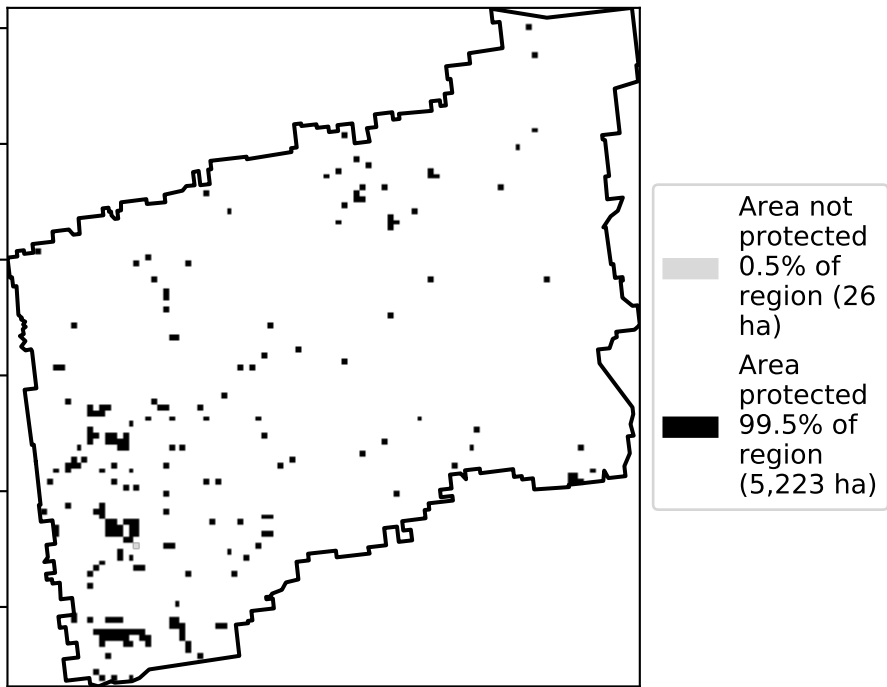 Area not
protected
0.5% of
region (26
ha)
Area
protected
99.5% of
region
(5,223 ha)